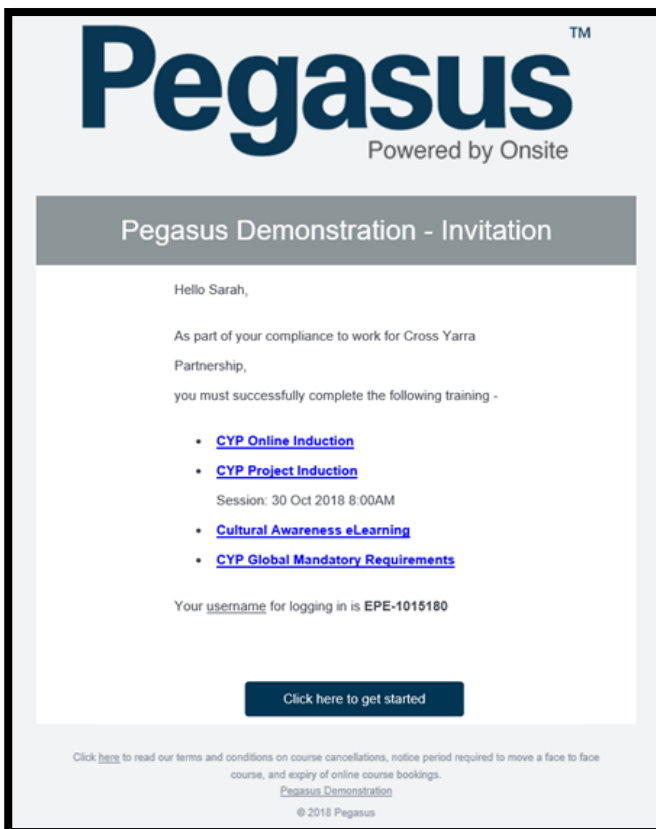 Pegasus™
Powered by Onsite
Pegasus Demonstration - Invitation
Hello Sarah,
As part of your compliance to work for Cross Yarra
Partnership,
you must successfully complete the following training -
• CYP Online Induction
• CYP Project Induction
Session: 30 Oct 2018 8:00AM
• Cultural Awareness eLearning
• CYP Global Mandatory Requirements
Your username for logging in is EPE-1015180
Click here to get started
Click here to read our terms and conditions on course cancellations, notice period required to move a face to face
course, and expiry of online course bookings.
Pegasus Demonstration
© 2018 Pegasus